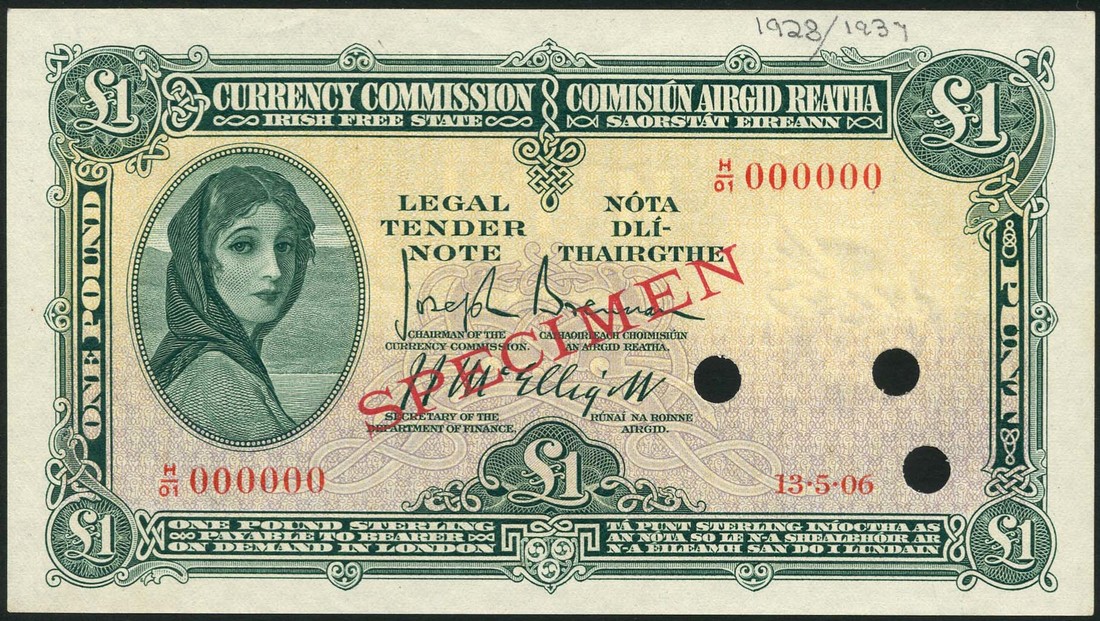 1928/1937
£1
CURRENCY COMMISSION
IRISH FREE STATE
COIMISIÚN AIRGID REATHA
SAORSTÁT EIREANN
£1
H/01 000000
ONE POUND
LEGAL
TENDER
NOTE
NÓTA
DLÍ-
THAIRGTHE
Joseph Brennan
CHAIRMAN OF THE
CURRENCY COMMISSION.
CATHAOIRLEACH CHOIMISIÚIN
AN AIRGID REATHA.
SPECIMEN
J J McElligott
SECRETARY OF THE
DEPARTMENT OF FINANCE,
RÚNAÍ NA ROINNE
AIRGID.
H/01 000000
£1
13·5·06
£1
ONE POUND STERLING
PAYABLE TO BEARER
ON DEMAND IN LONDON
TÁ PUNT STERLING INÍOCTHA AS
AN NÓTA SO LE N-A SHEALBHÓIR AR
N-A EILEAMH SAN DO I LUNDAIN
£1